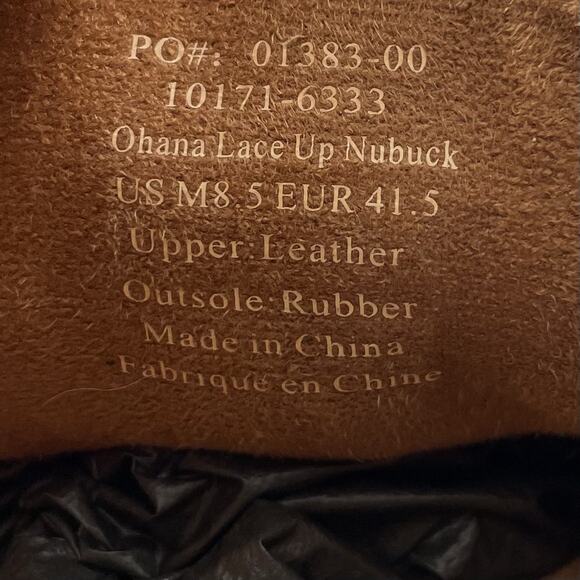 PO#: 01383-00
10171-6333
Ohana Lace Up Nubuck
US M8.5 EUR 41.5
Upper:Leather
Outsole:Rubber
Made in China
Fabriqué en Chine